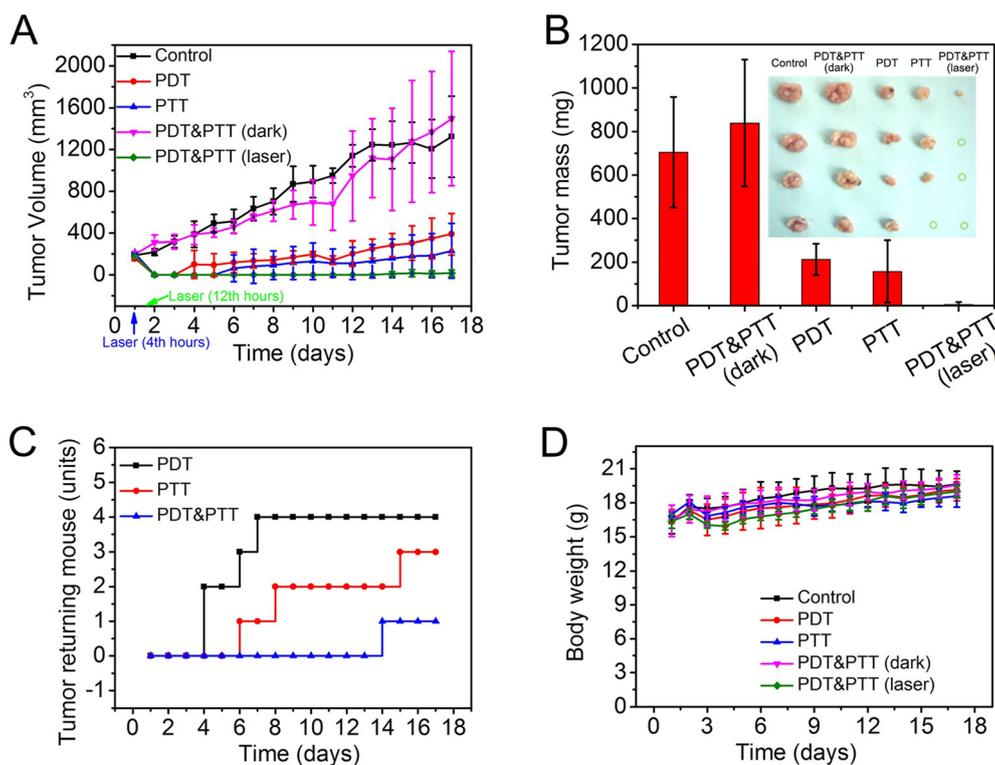 A
Tumor Volume (mm³)
2000
1600
1200
800
400
0
Control
PDT
PTT
PDT&PTT (dark)
PDT&PTT (laser)
Laser (12th hours)
0 2 4 6 8 10 12 14 16 18
Laser (4th hours)
Time (days)
B
Tumor mass (mg)
1200
1000
800
600
400
200
0
Control PDT&PTT (dark) PDT PTT PDT&PTT (laser)
Control
PDT&PTT
(dark)
PDT
PTT
PDT&PTT
(laser)
C
Tumor returning mouse (units)
6
5
4
3
2
1
0
-1
PDT
PTT
PDT&PTT
0 2 4 6 8 10 12 14 16 18
Time (days)
D
Body weight (g)
21
18
15
12
9
6
3
0
Control
PDT
PTT
PDT&PTT (dark)
PDT&PTT (laser)
0 3 6 9 12 15 18
Time (days)